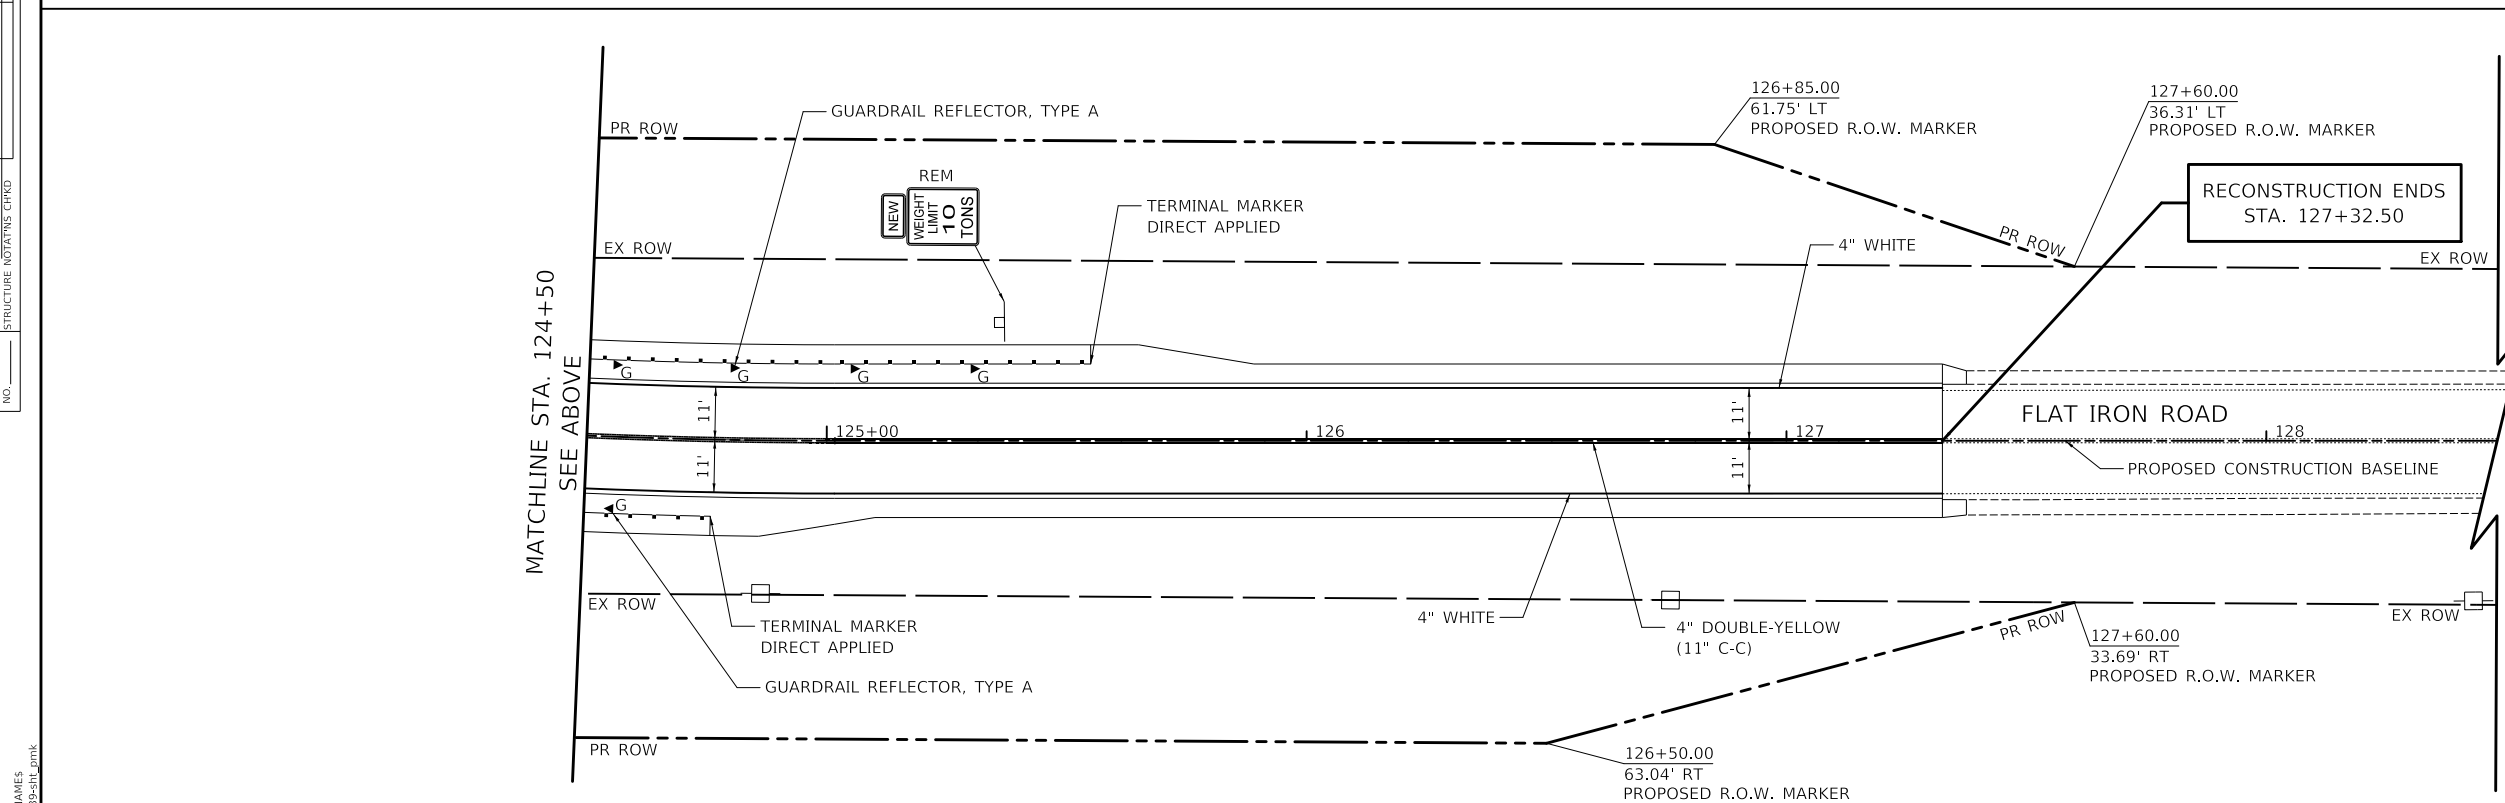 126+85.00
61.75' LT
PROPOSED R.O.W. MARKER
127+60.00
36.31' LT
PROPOSED R.O.W. MARKER
GUARDRAIL REFLECTOR, TYPE A
PR ROW
REM
NEW
WEIGHT
LIMIT
10
TONS
TERMINAL MARKER
DIRECT APPLIED
RECONSTRUCTION ENDS
STA. 127+32.50
EX ROW
4" WHITE
PR ROW
EX ROW
MATCHLINE STA. 124+50
SEE ABOVE
G
G
G
G
11'
11'
FLAT IRON ROAD
125+00
126
127
128
11'
11'
PROPOSED CONSTRUCTION BASELINE
G
EX ROW
TERMINAL MARKER
DIRECT APPLIED
4" WHITE
4" DOUBLE-YELLOW
(11" C-C)
PR ROW
EX ROW
127+60.00
33.69' RT
PROPOSED R.O.W. MARKER
GUARDRAIL REFLECTOR, TYPE A
PR ROW
126+50.00
63.04' RT
PROPOSED R.O.W. MARKER
STRUCTURE NOTAT'NS CH'KD
NO.